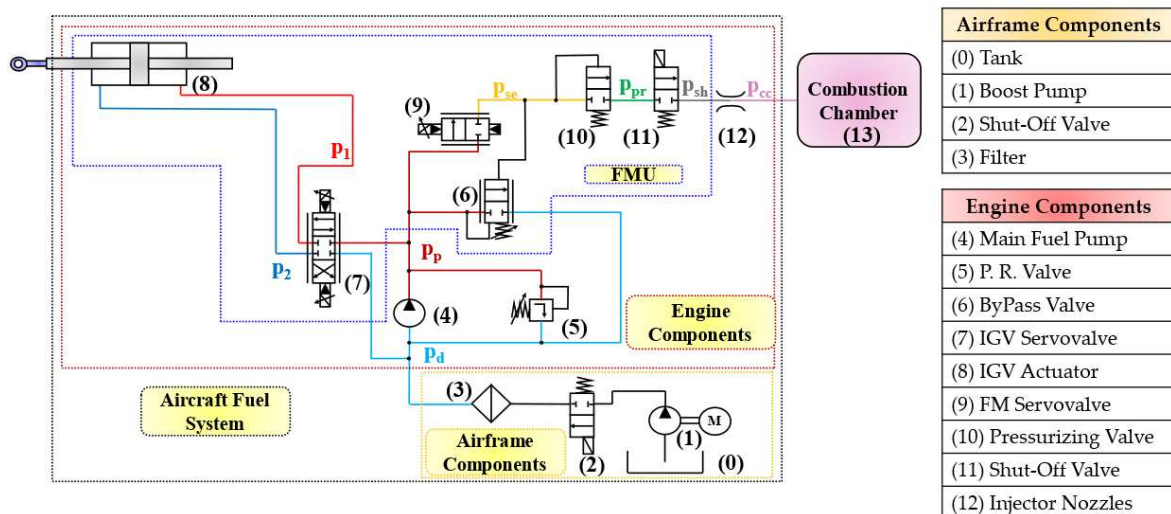 (8)
p1
p2
(7)
(9)
pse
(6)
pp
(4)
pd
(5)
(10)
ppr
(11)
psh
(12)
pcc
FMU
Combustion
Chamber
(13)
Engine
Components
Aircraft Fuel
System
(3)
Airframe
Components
(2)
(1)
M
(0)
Airframe Components
(0) Tank
(1) Boost Pump
(2) Shut-Off Valve
(3) Filter
Engine Components
(4) Main Fuel Pump
(5) P. R. Valve
(6) ByPass Valve
(7) IGV Servovalve
(8) IGV Actuator
(9) FM Servovalve
(10) Pressurizing Valve
(11) Shut-Off Valve
(12) Injector Nozzles